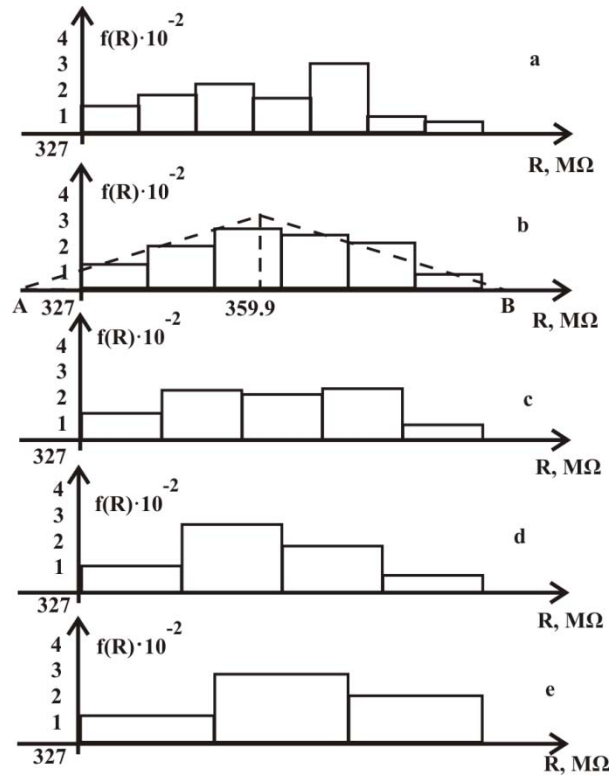 f(R)·10⁻²
4
3
2
1
327
a
R, MΩ
f(R)·10⁻²
4
3
2
1
b
A
327
359.9
B
R, MΩ
f(R)·10⁻²
4
3
2
1
327
c
R, MΩ
f(R)·10⁻²
4
3
2
1
327
d
R, MΩ
f(R)·10⁻²
4
3
2
1
327
e
R, MΩ